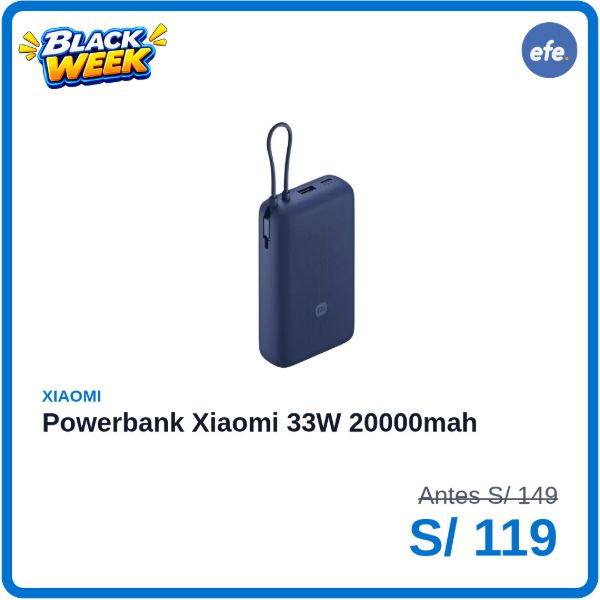 BLACK
WEEK
efe.
XIAOMI
Powerbank Xiaomi 33W 20000mah
Antes S/ 149
S/ 119